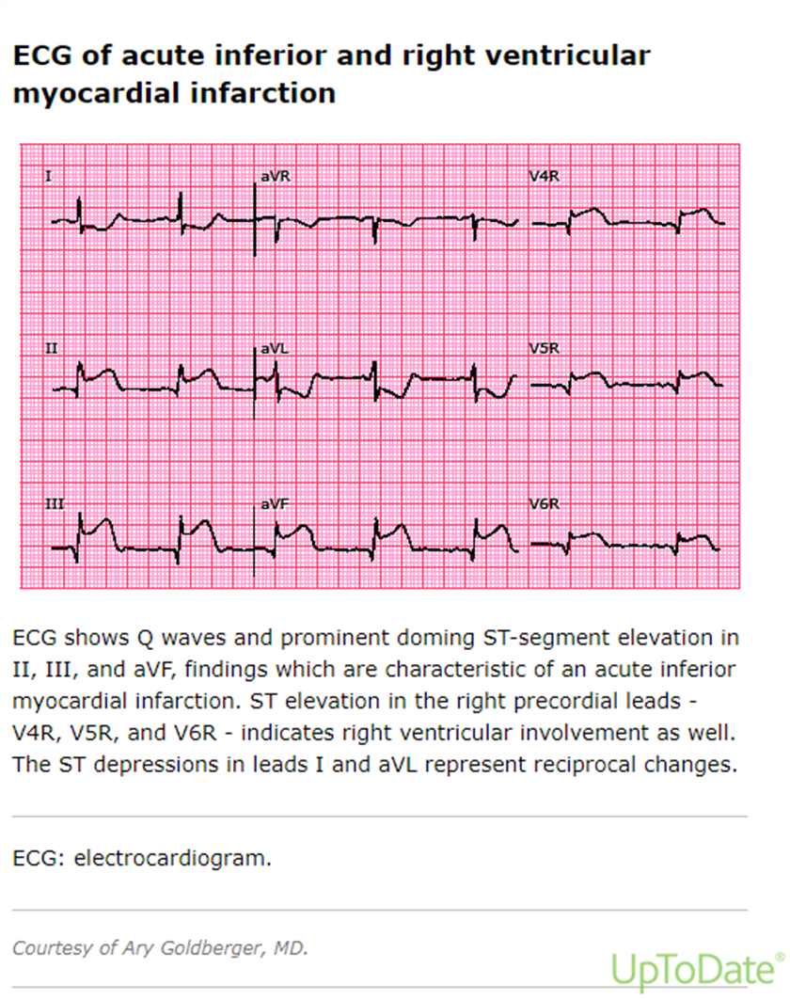 ECG of acute inferior and right ventricular
myocardial infarction
I aVR V4R
II aVL V5R
III aVF V6R
ECG shows Q waves and prominent doming ST-segment elevation in
II, III, and aVF, findings which are characteristic of an acute inferior
myocardial infarction. ST elevation in the right precordial leads -
V4R, V5R, and V6R - indicates right ventricular involvement as well.
The ST depressions in leads I and aVL represent reciprocal changes.
ECG: electrocardiogram.
Courtesy of Ary Goldberger, MD.
UpToDate®